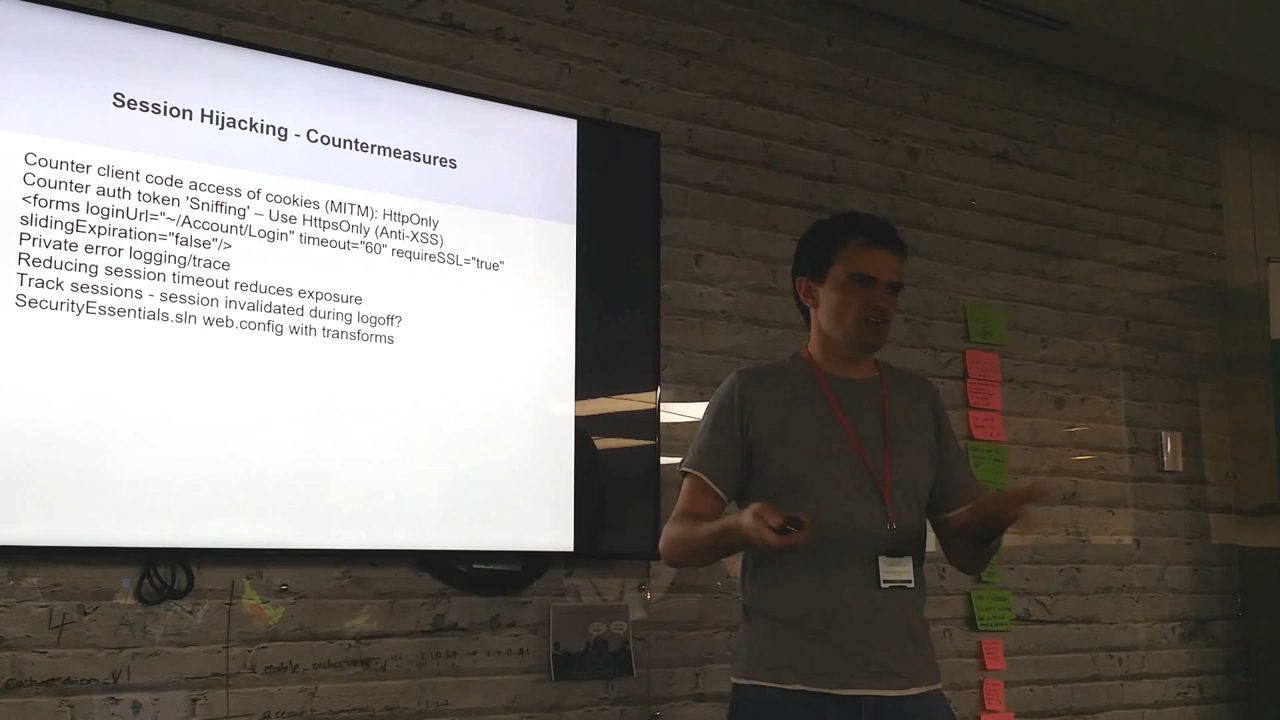 Session Hijacking - Countermeasures
Counter client code access of cookies (MITM): HttpOnly
Counter auth token 'Sniffing' – Use HttpsOnly (Anti-XSS)
<forms loginUrl="~/Account/Login" timeout="60" requireSSL="true"
slidingExpiration="false"/>
Private error logging/trace
Reducing session timeout reduces exposure
Track sessions - session invalidated during logoff?
SecurityEssentials.sln web.config with transforms